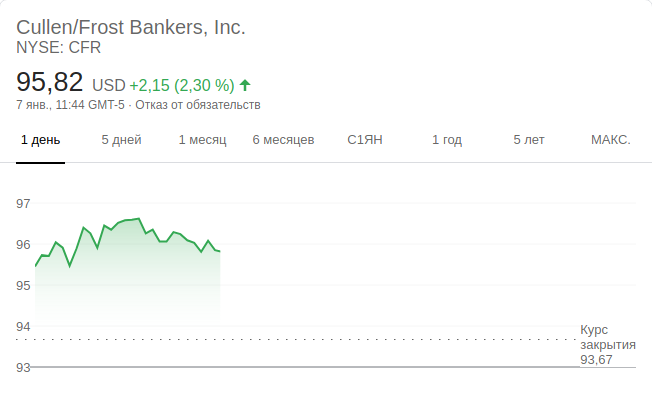 Cullen/Frost Bankers, Inc.
NYSE: CFR
95,82 USD +2,15 (2,30 %)
7 янв., 11:44 GMT-5 · Отказ от обязательств
1 день 5 дней 1 месяц 6 месяцев С1ЯН 1 год 5 лет МАКС.
97
96
95
94
Курс
закрытия
93,67
93